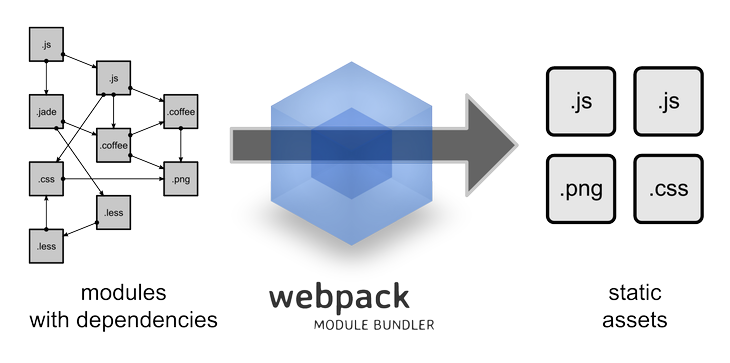 .js
.js
.jade
.coffee
.coffee
.css
.png
.less
.less
modules
with dependencies
webpack
MODULE BUNDLER
.js
.js
.png
.css
static
assets